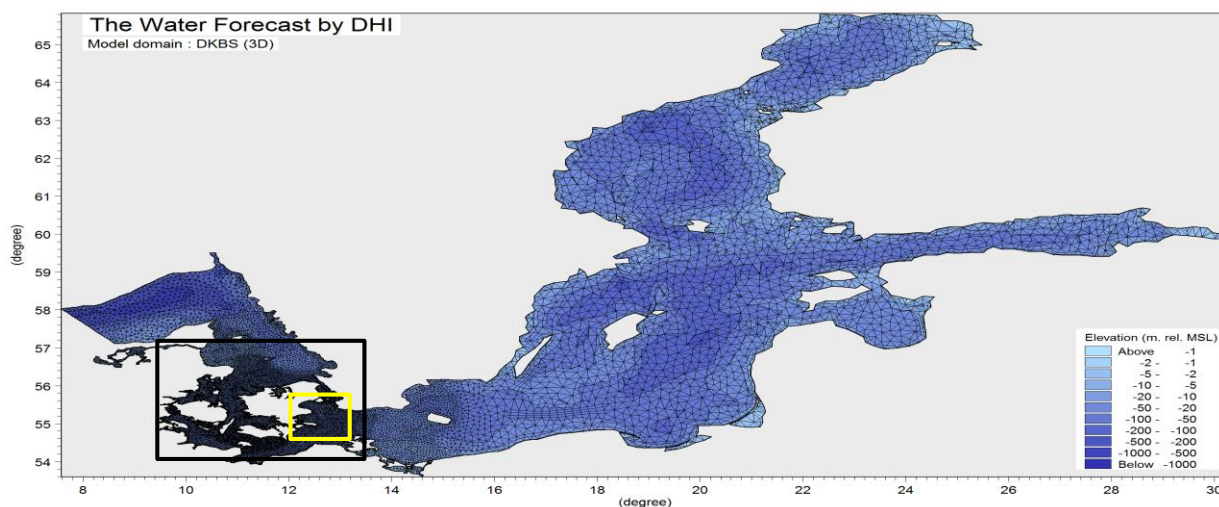 The Water Forecast by DHI
Model domain : DKBS (3D)
65
64
63
62
61
60
59
58
57
56
55
54
(degree)
8 10 12 14 16 18 20 22 24 26 28 30
(degree)
Elevation (m. rel. MSL)
Above -1
-2 - -1
-5 - -2
-10 - -5
-20 - -10
-50 - -20
-100 - -50
-200 - -100
-500 - -200
-1000 - -500
Below -1000